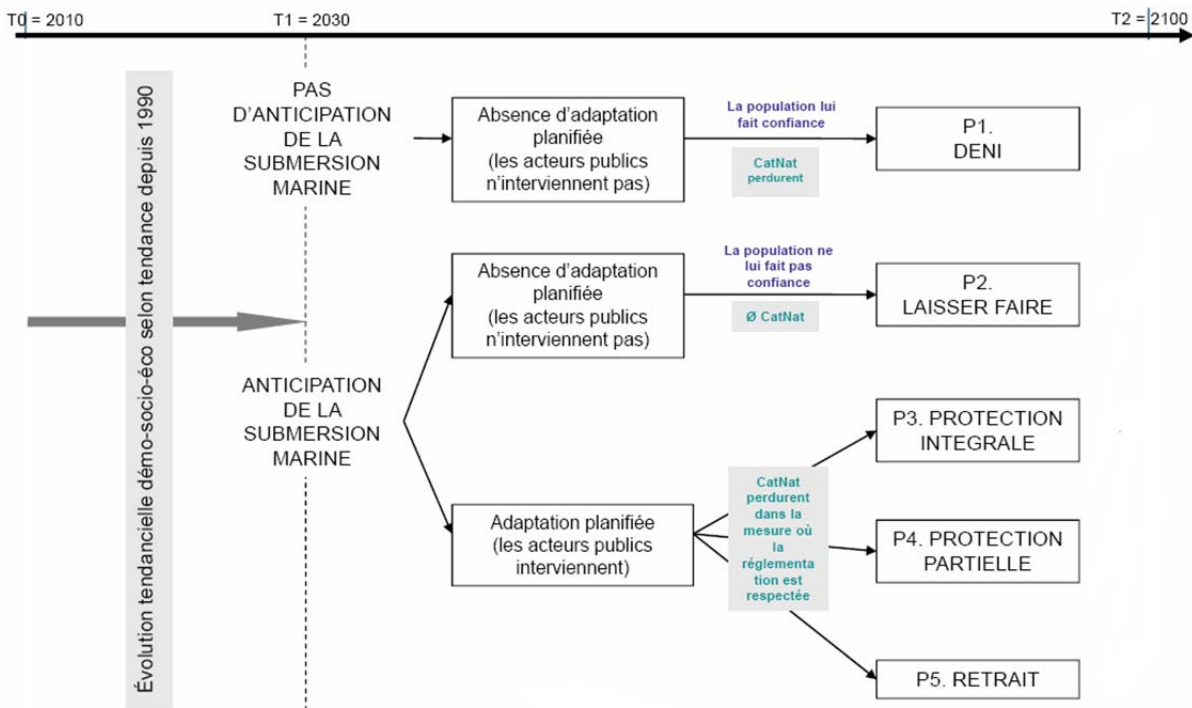 T0 = 2010
T1 = 2030
T2 = 2100
Évolution tendancielle démo-socio-éco selon tendance depuis 1990
PAS
D'ANTICIPATION
DE LA
SUBMERSION
MARINE
Absence d'adaptation
planifiée
(les acteurs publics
n'interviennent pas)
La population lui
fait confiance
CatNat
perdurent
P1.
DENI
Absence d'adaptation
planifiée
(les acteurs publics
n'interviennent pas)
La population ne
lui fait pas
confiance
Ø CatNat
P2.
LAISSER FAIRE
ANTICIPATION
DE LA
SUBMERSION
MARINE
Adaptation planifiée
(les acteurs publics
interviennent)
CatNat
perdurent
dans la
mesure où
la
réglementa
tion est
respectée
P3. PROTECTION
INTEGRALE
P4. PROTECTION
PARTIELLE
P5. RETRAIT